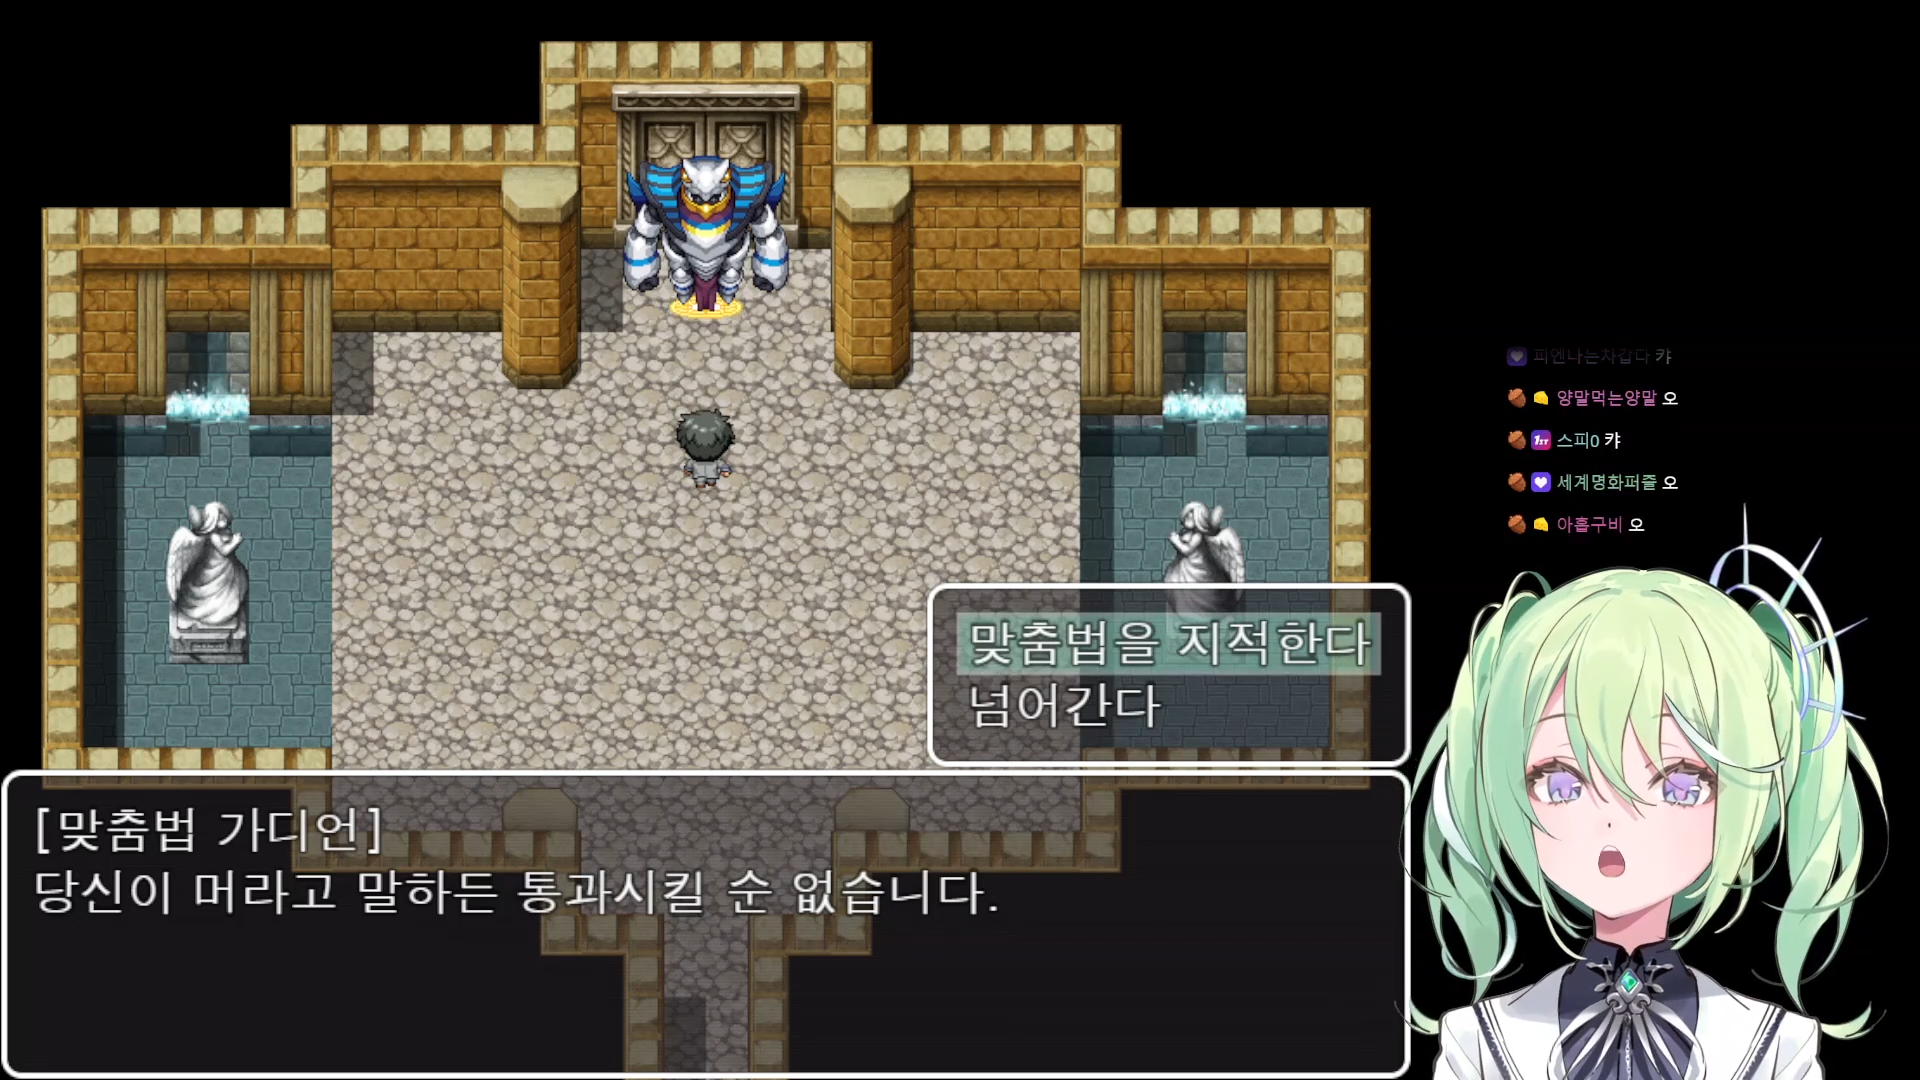 피엔나는차갑다 캬
양말먹는양말 오
1ST 스피0 캬
세계명화퍼즐 오
아홉구비 오
맞춤법을 지적한다
넘어간다
[맞춤법 가디언]
당신이 머라고 말하든 통과시킬 순 없습니다.